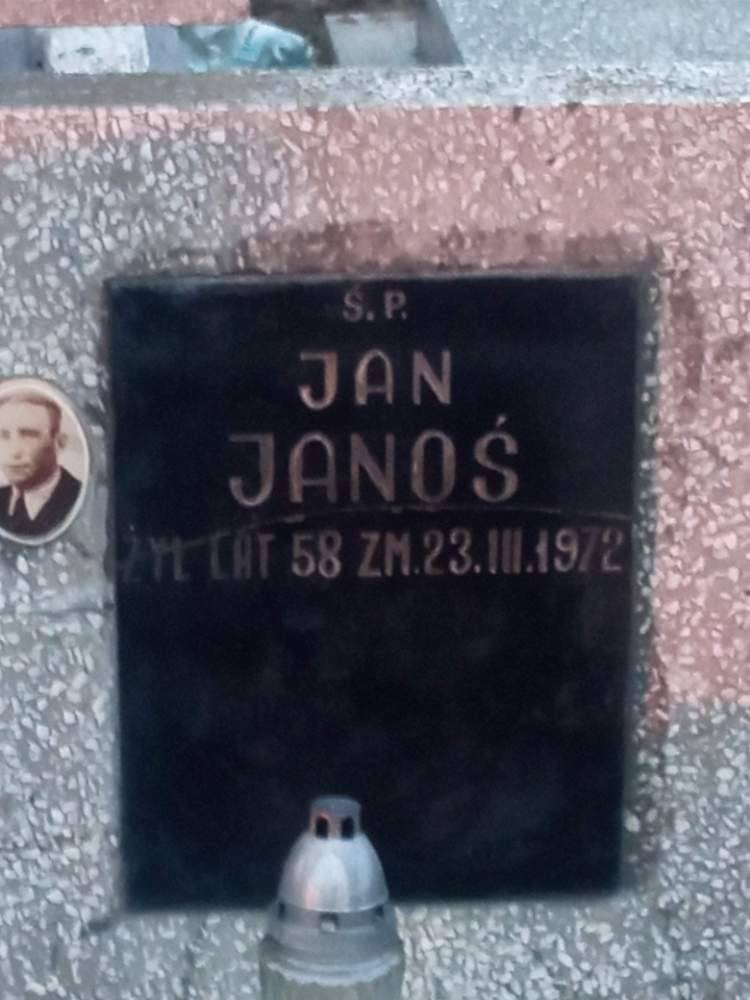 Ś. P.
JAN
JANOŚ
ŻYŁ LAT 58 ZM.23.III.1972